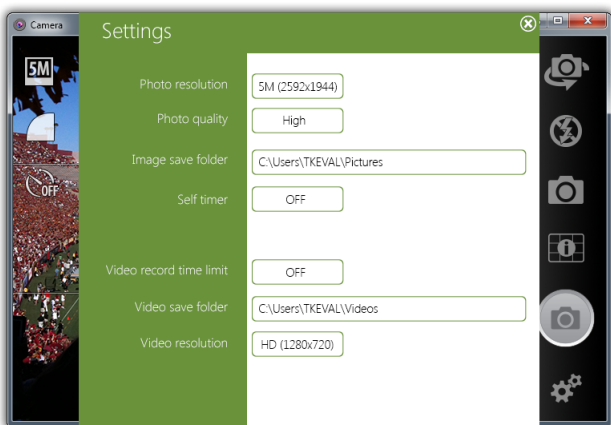 Camera
Settings
5M
Photo resolution
5M (2592x1944)
Photo quality
High
Image save folder
C:\Users\TKEVAL\Pictures
OFF
Self timer
OFF
Video record time limit
OFF
Video save folder
C:\Users\TKEVAL\Videos
Video resolution
HD (1280x720)